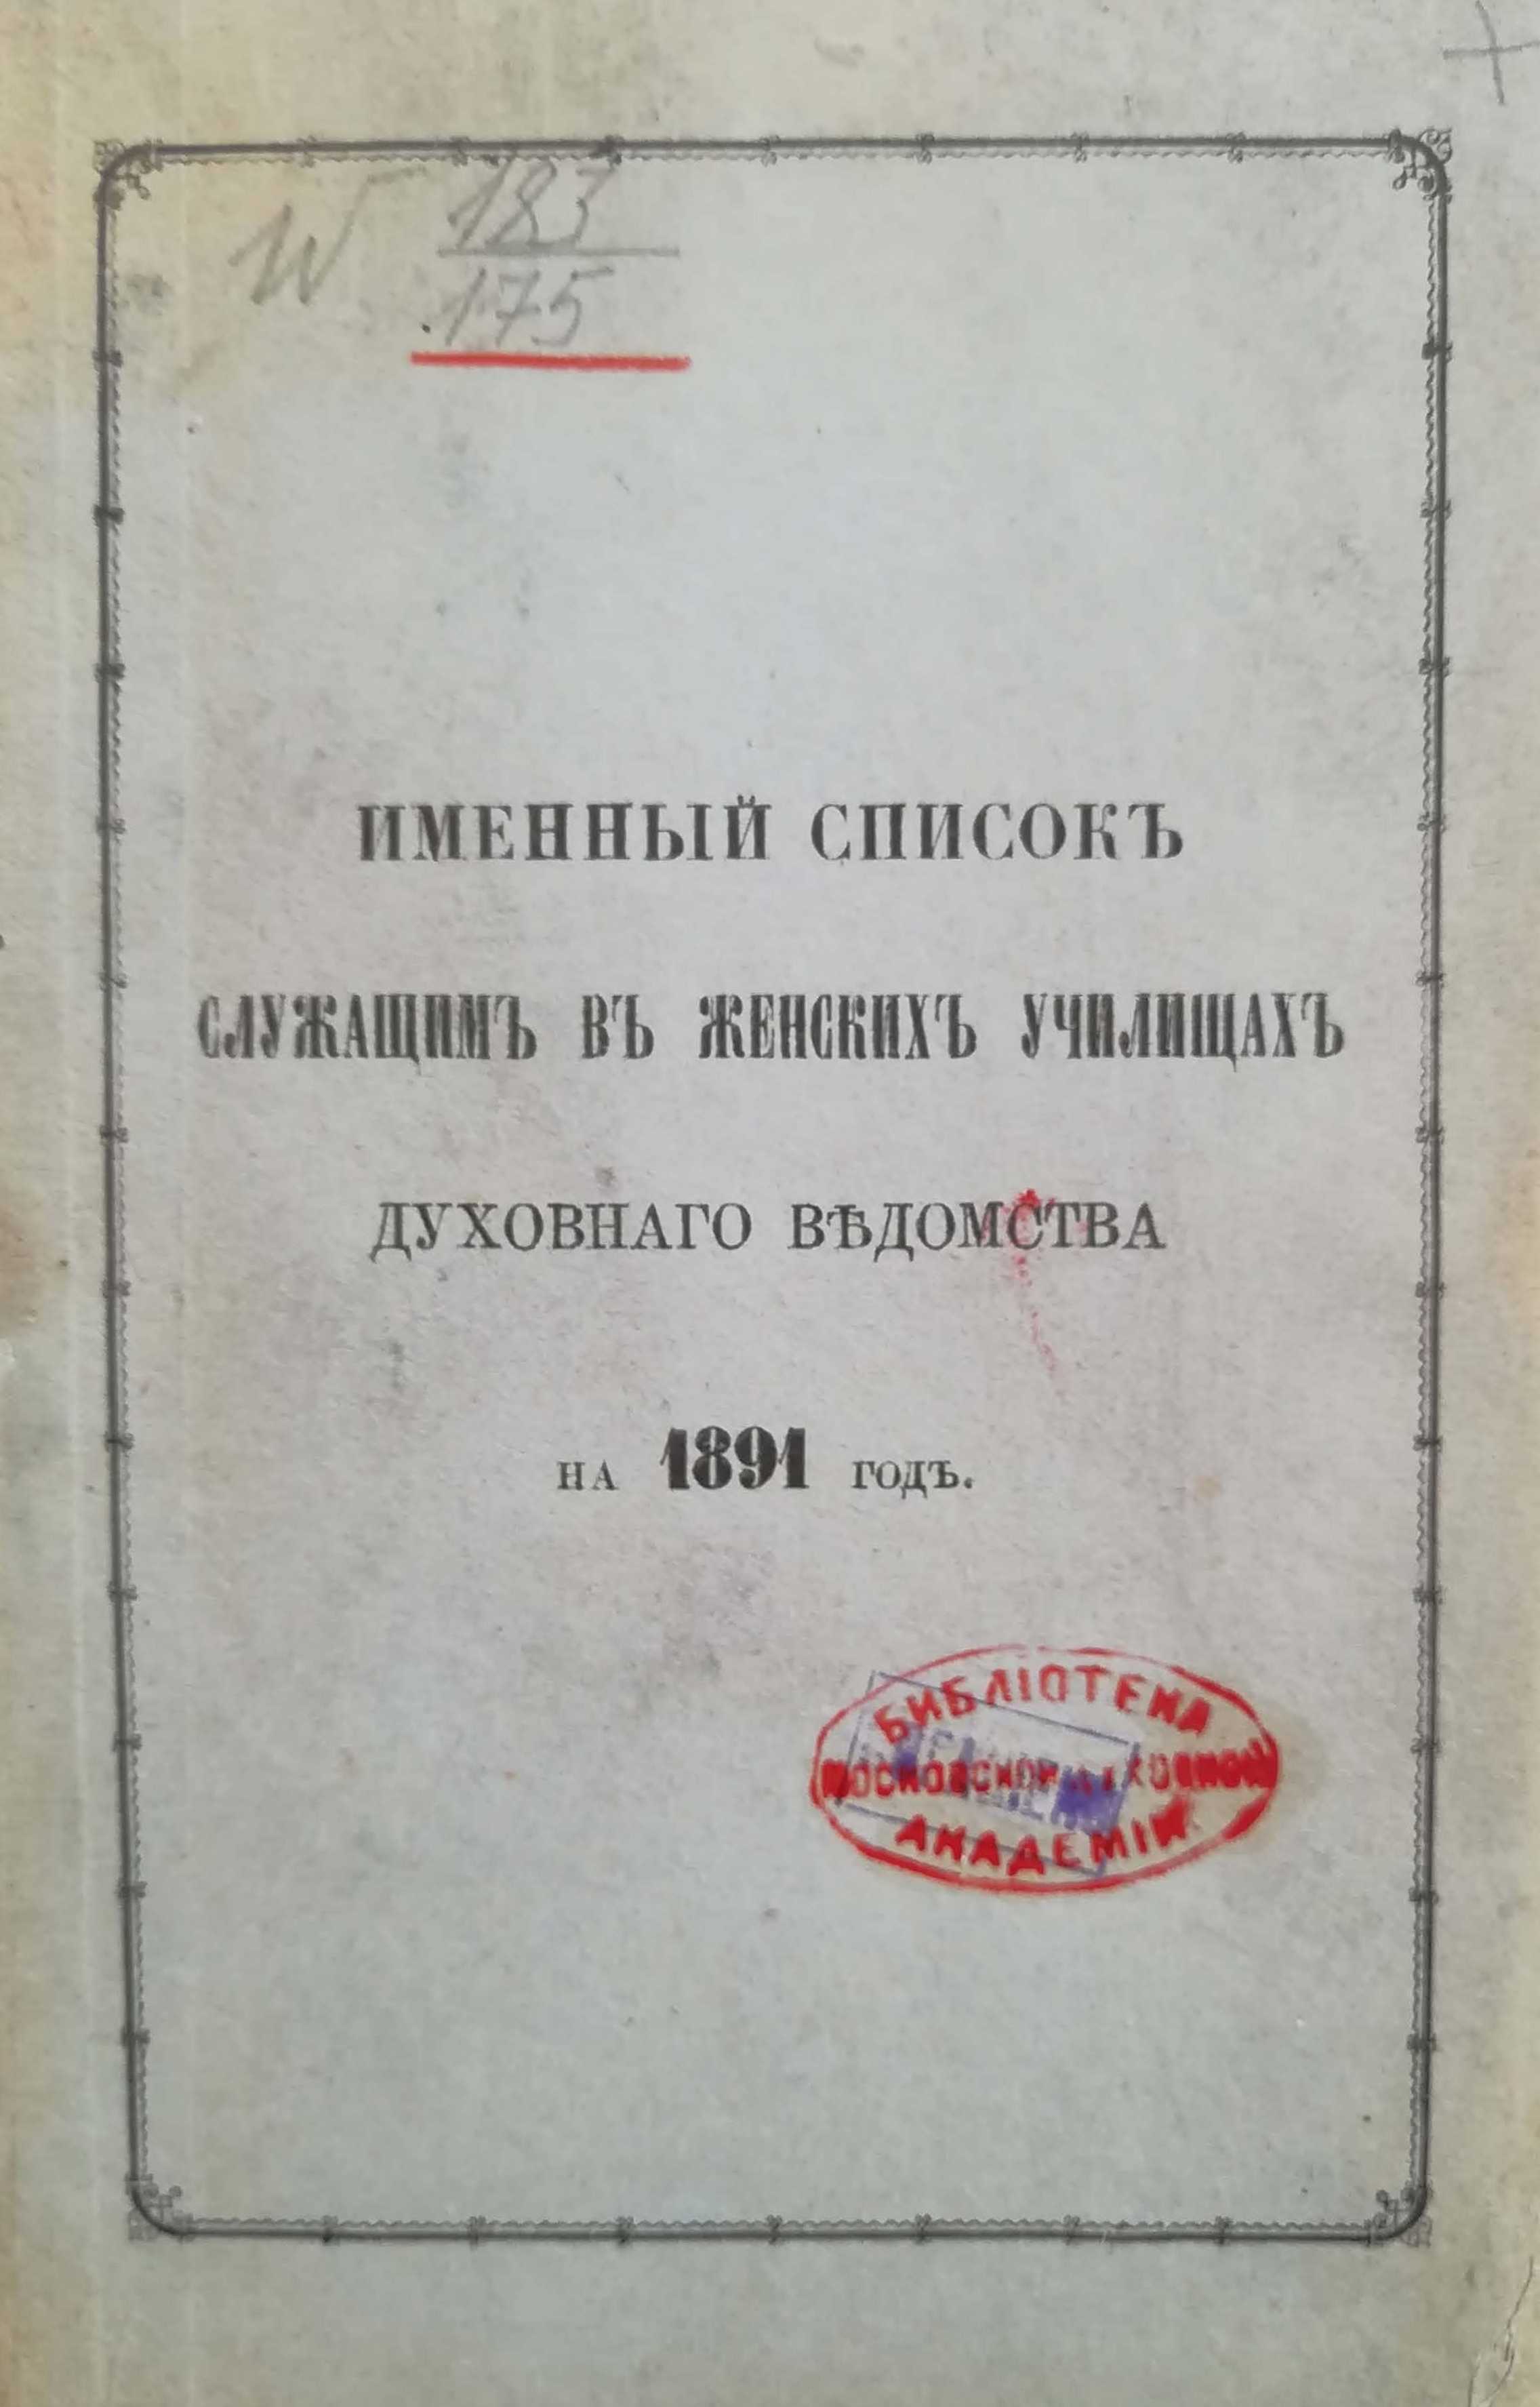 183
175
ИМЕННЫЙ СПИСОКЪ
СЛУЖАЩИМЪ ВЪ ЖЕНСКИХЪ УЧИЛИЩАХЪ
ДУХОВНАГО ВѢДОМСТВА
НА 1891 ГОДЪ.
БИБЛІОТЕКА
МОСКОВСКОЙ ДУХОВНОЙ
АКАДЕМІИ